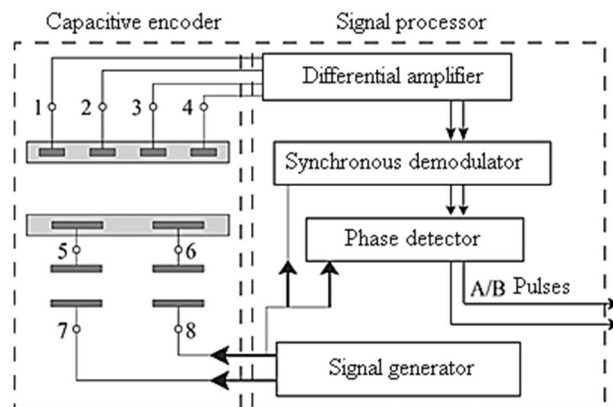 Capacitive encoder
Signal processor
Differential amplifier
1 2 3 4
Synchronous demodulator
Phase detector
5 6
A/B Pulses
7 8
Signal generator